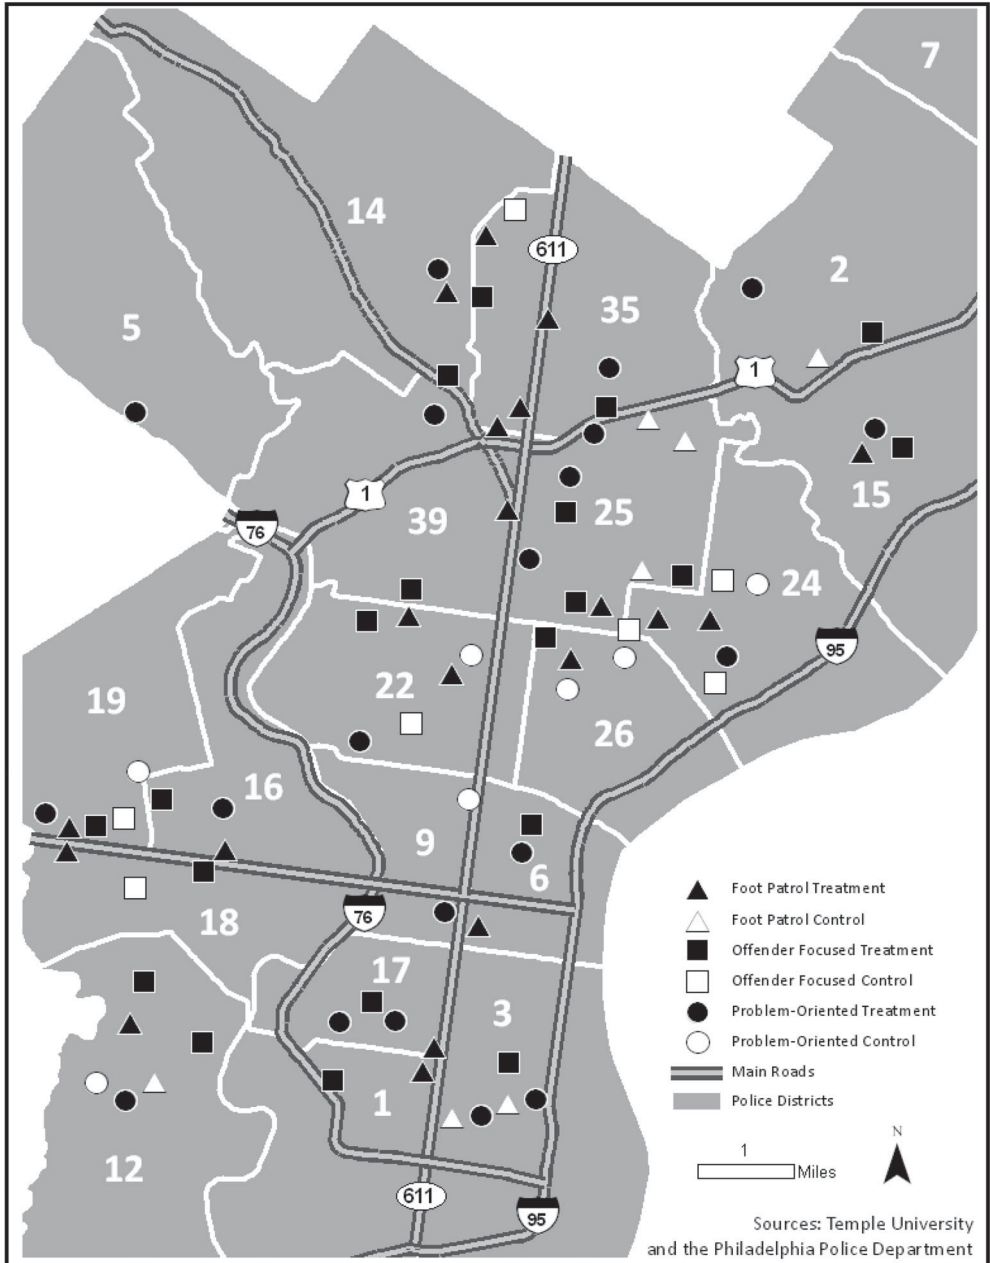 7
14
611
2
35
5
1
1
15
39
25
76
24
95
22
19
26
16
9
6
Foot Patrol Treatment
76
Foot Patrol Control
18
Offender Focused Treatment
17
Offender Focused Control
3
Problem-Oriented Treatment
Problem-Oriented Control
Main Roads
1
Police Districts
N
1
12
Miles
611
95
Sources: Temple University
and the Philadelphia Police Department